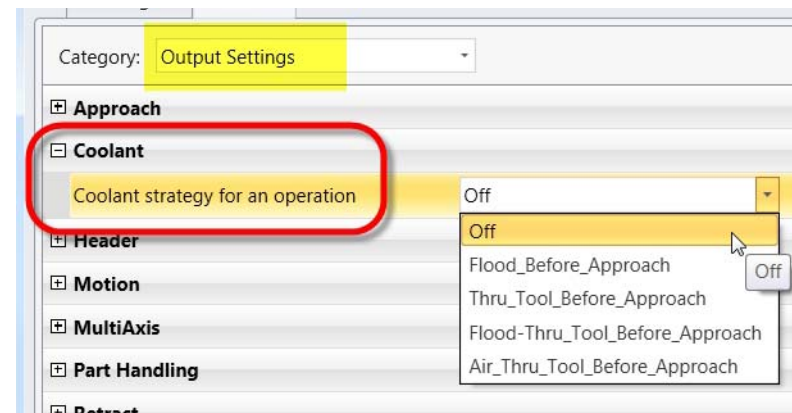 Category: Output Settings
Approach
Coolant
Coolant strategy for an operation Off
Off
Header
Off
Flood_Before_Approach
Motion
Thru_Tool_Before_Approach
MultiAxis
Flood-Thru_Tool_Before_Approach
Part Handling
Air_Thru_Tool_Before_Approach
Retract